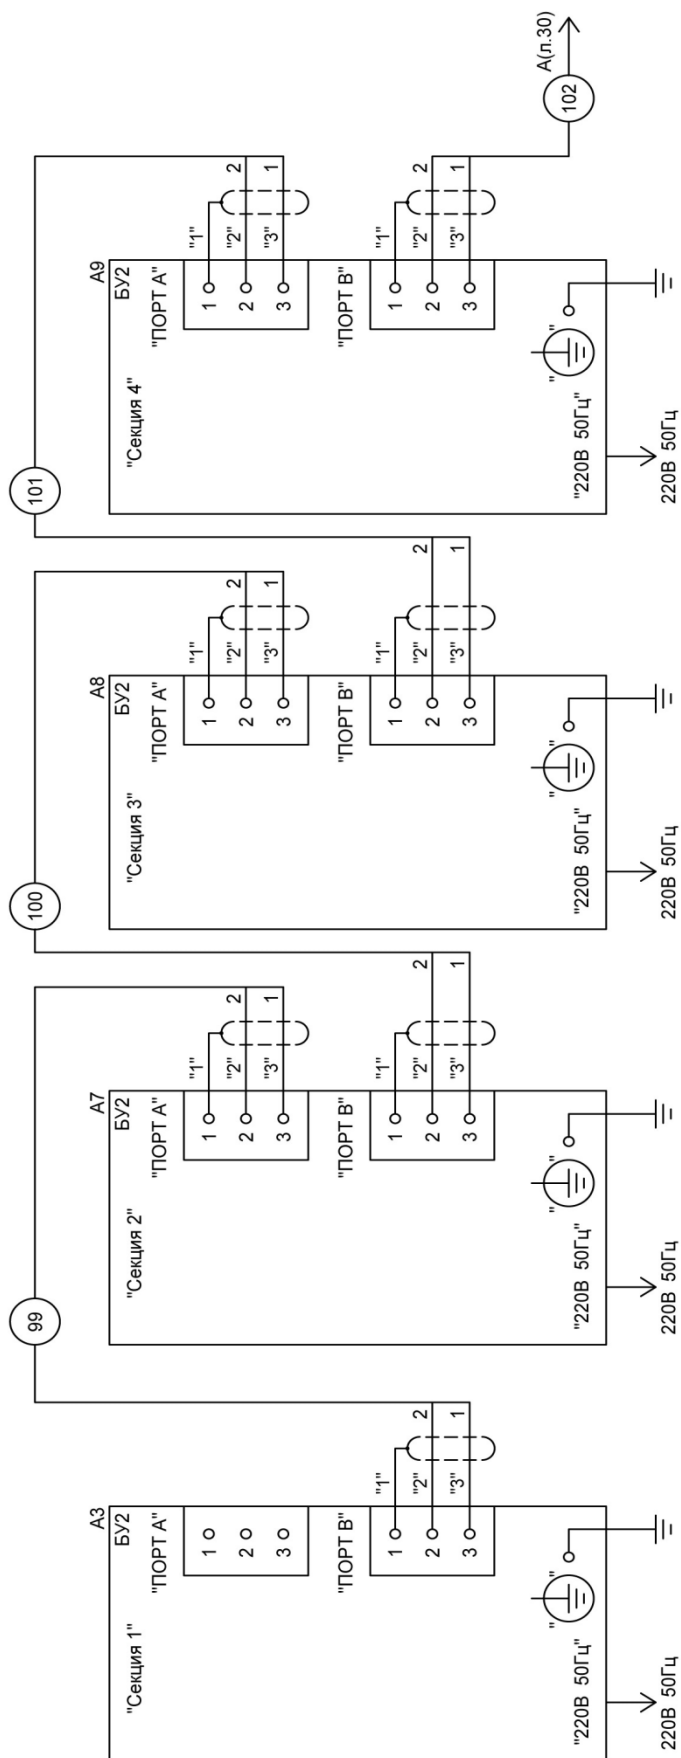 А3
БУ2
"Секция 1"
"ПОРТ А"
1
2
3
"ПОРТ В"
1 "1"
2 "2" 2
3 "3" 1
"220В 50Гц" " "
220В 50Гц
99
А7
БУ2
"Секция 2"
"ПОРТ А"
1 "1"
2 "2" 2
3 "3" 1
"ПОРТ В"
1 "1"
2 "2" 2
3 "3" 1
"220В 50Гц" " "
220В 50Гц
100
А8
БУ2
"Секция 3"
"ПОРТ А"
1 "1"
2 "2" 2
3 "3" 1
"ПОРТ В"
1 "1"
2 "2" 2
3 "3" 1
"220В 50Гц" " "
220В 50Гц
101
А9
БУ2
"Секция 4"
"ПОРТ А"
1 "1"
2 "2" 2
3 "3" 1
"ПОРТ В"
1 "1"
2 "2" 2
3 "3" 1
"220В 50Гц" " "
220В 50Гц
102
А(л.30)